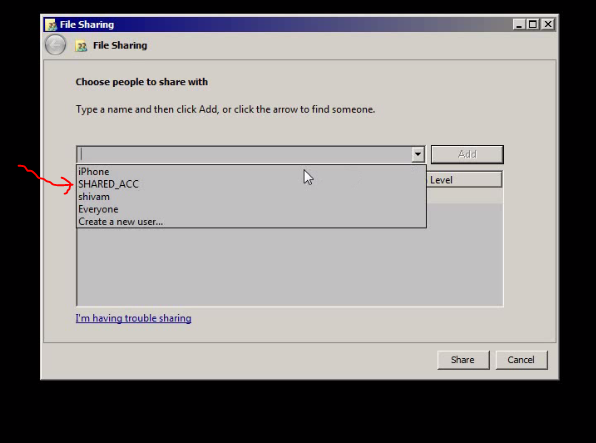 File Sharing
File Sharing
Choose people to share with
Type a name and then click Add, or click the arrow to find someone.
Add
iPhone
SHARED_ACC
shivam
Everyone
Create a new user...
Level
I'm having trouble sharing
Share
Cancel